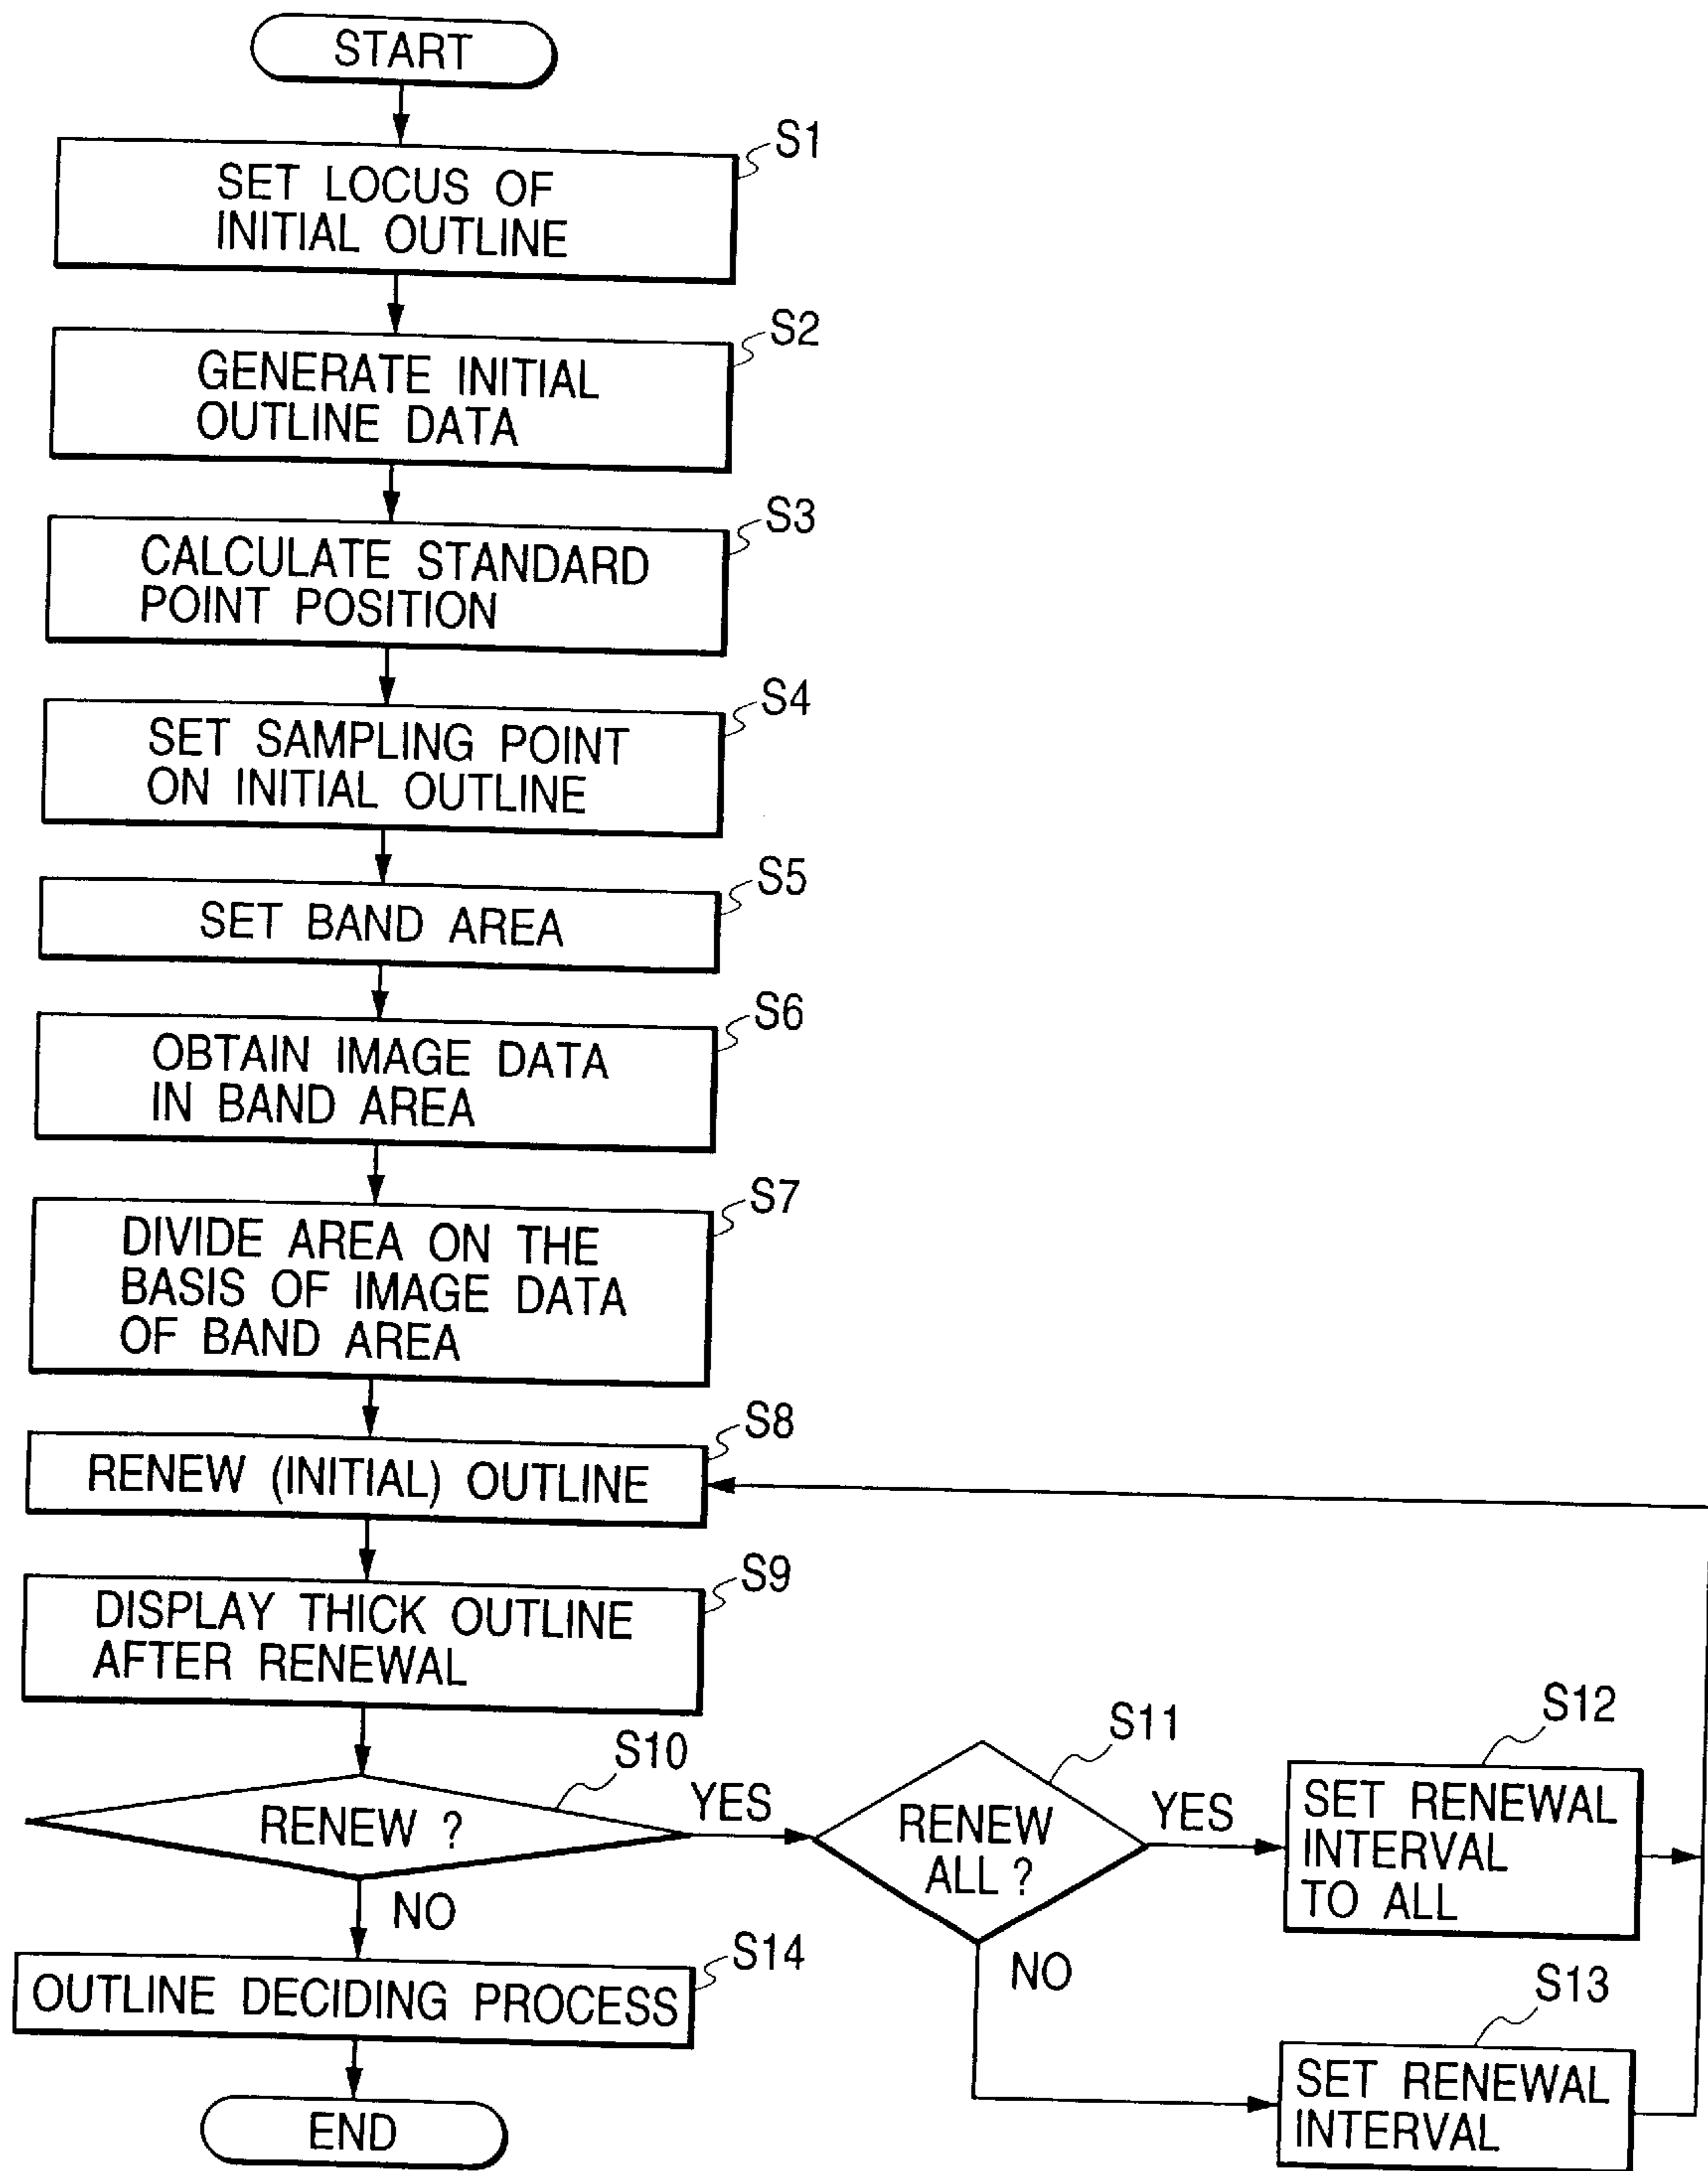 START
S1
SET LOCUS OF
INITIAL OUTLINE
S2
GENERATE INITIAL
OUTLINE DATA
S3
CALCULATE STANDARD
POINT POSITION
S4
SET SAMPLING POINT
ON INITIAL OUTLINE
S5
SET BAND AREA
S6
OBTAIN IMAGE DATA
IN BAND AREA
S7
DIVIDE AREA ON THE
BASIS OF IMAGE DATA
OF BAND AREA
S8
RENEW (INITIAL) OUTLINE
S9
DISPLAY THICK OUTLINE
AFTER RENEWAL
S10
RENEW ?
YES
NO
S11
RENEW
ALL ?
YES
NO
S12
SET RENEWAL
INTERVAL
TO ALL
S13
SET RENEWAL
INTERVAL
S14
OUTLINE DECIDING PROCESS
END